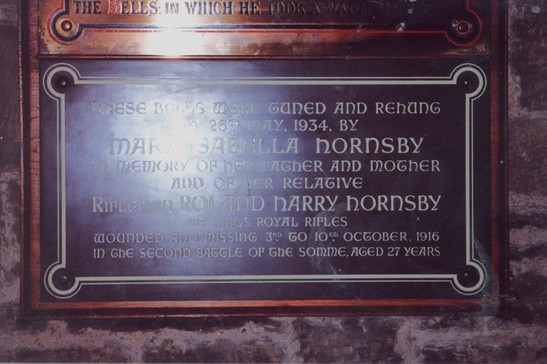 THE BELLS: IN WHICH HE TOOK A
THESE BELLS WERE TUNED AND REHUNG
26TH MAY, 1934, BY
MARY ISABELLA HORNSBY
IN MEMORY OF HER FATHER AND MOTHER
AND OF HER RELATIVE
RIFLEMAN ROLAND HARRY HORNSBY
KINGS ROYAL RIFLES
WOUNDED AND MISSING 3RD TO 10TH OCTOBER, 1916
IN THE SECOND BATTLE OF THE SOMME, AGED 27 YEARS